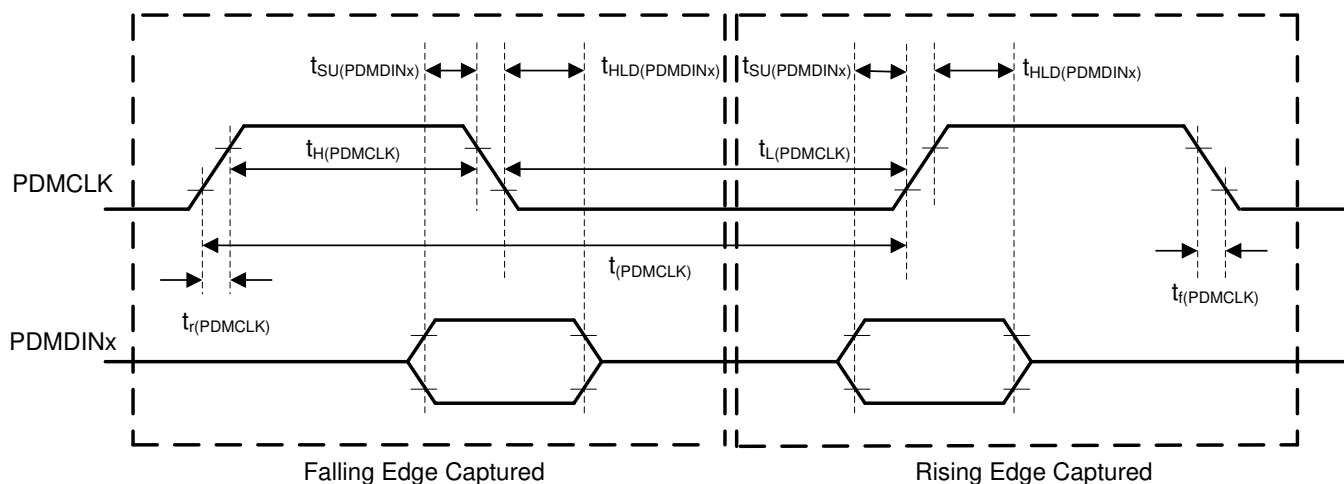 tSU(PDMDINx)
tHLD(PDMDINx)
tSU(PDMDINx)
tHLD(PDMDINx)
tH(PDMCLK)
tL(PDMCLK)
PDMCLK
t(PDMCLK)
tr(PDMCLK)
tf(PDMCLK)
PDMDINx
Falling Edge Captured
Rising Edge Captured